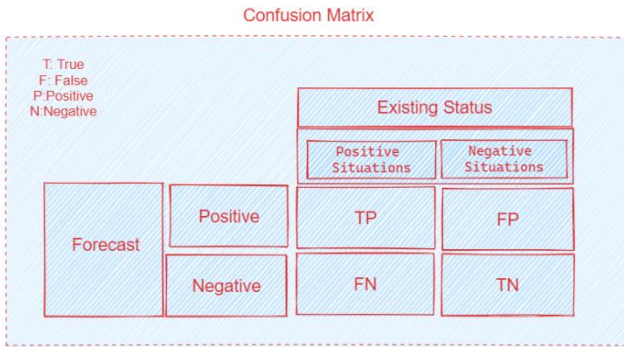 Confusion Matrix
T: True
F: False
P:Positive
N:Negative
Existing Status
Positive
Situations
Negative
Situations
Forecast
Positive
TP
FP
Negative
FN
TN